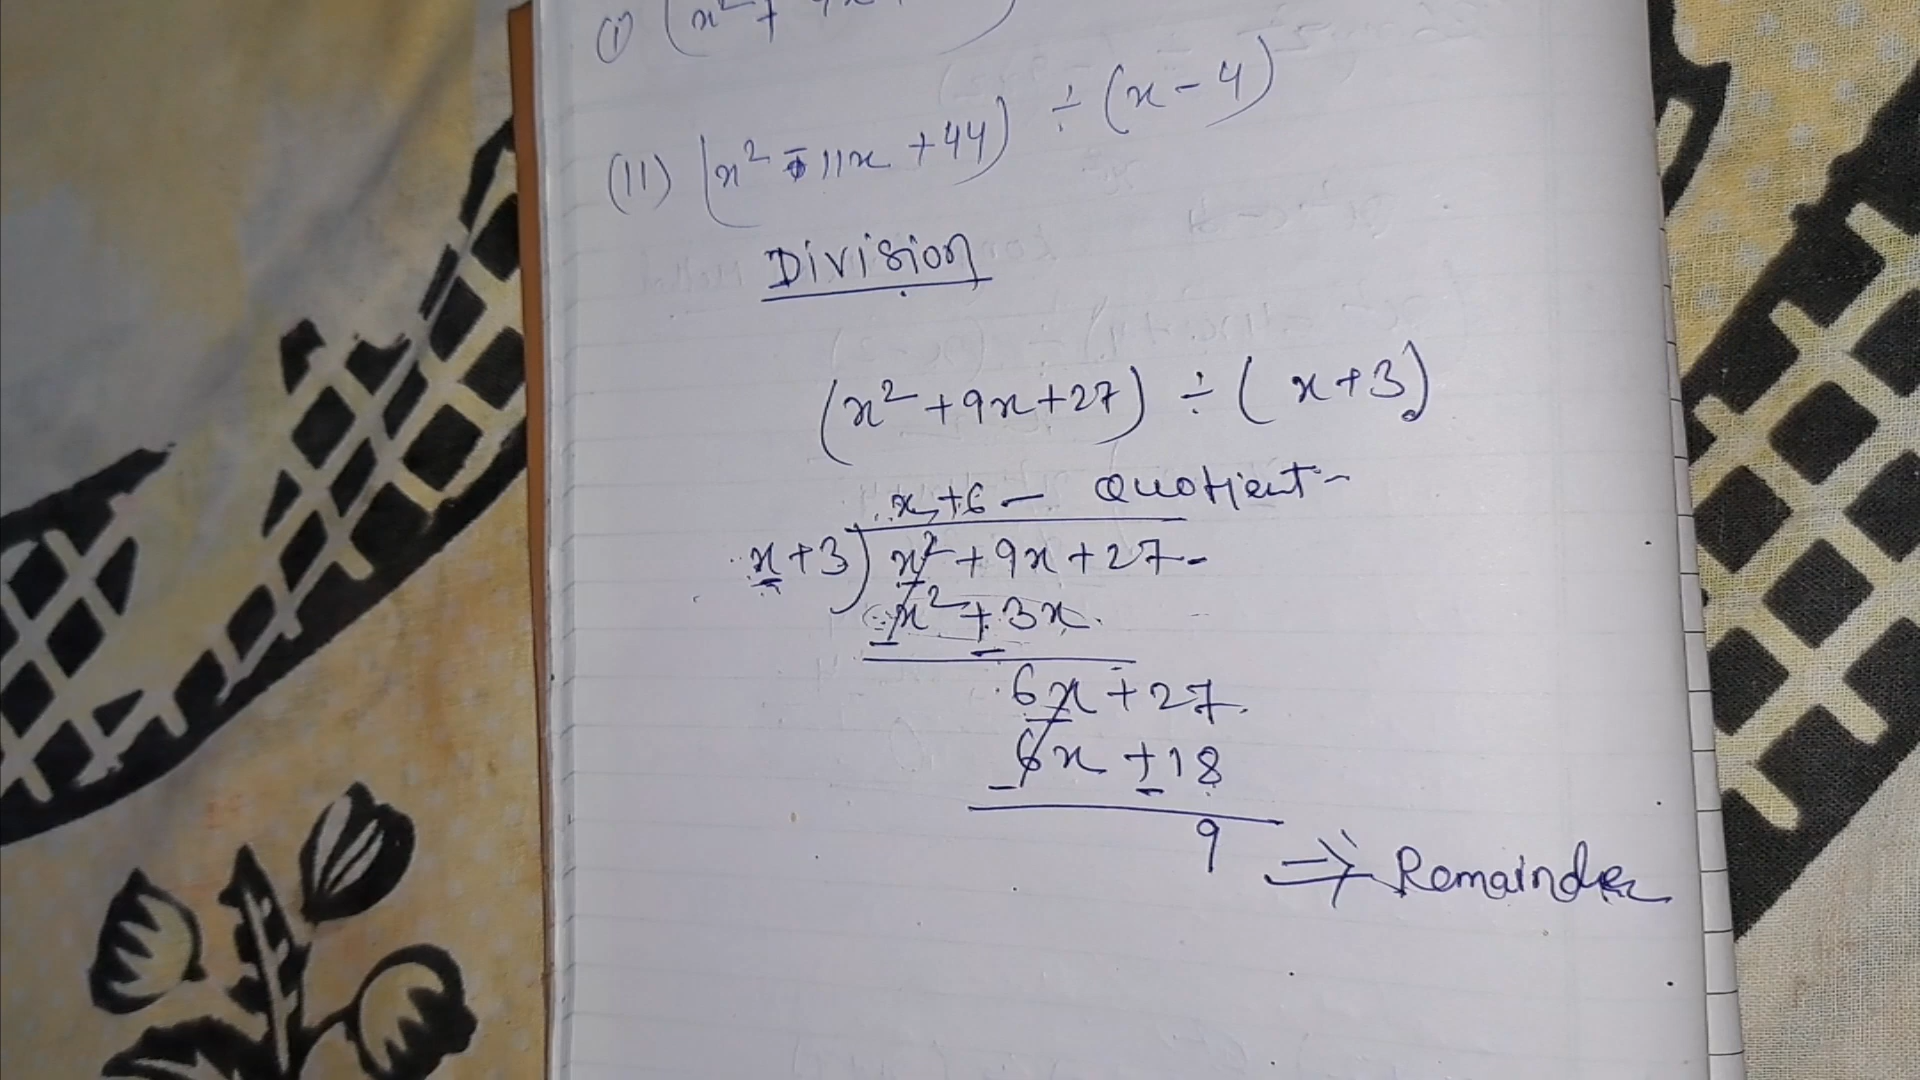 (i) (x² + 
(11) (x² - 11x + 44) ÷ (x - 4)
Division
(x² + 9x + 27) ÷ ( x + 3)
x + 6 - Quotient -
x + 3) x² + 9x + 27 -
x² + 3x
- -
6x + 27
6x + 18
- -
9 ⇒ Remainder